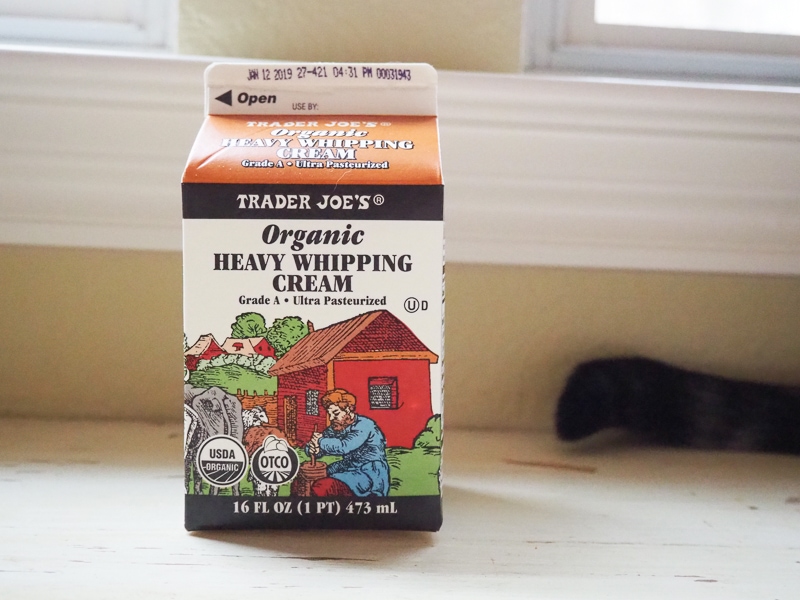 JAN 12 2019 27-421 04:31 PM 00031943
Open
USE BY:
TRADER JOE'S®
Organic
HEAVY WHIPPING
CREAM
Grade A • Ultra Pasteurized
TRADER JOE'S®
Organic
HEAVY WHIPPING
CREAM
Grade A • Ultra Pasteurized
Ⓤ D
USDA
ORGANIC
OTCO
16 FL OZ (1 PT) 473 mL